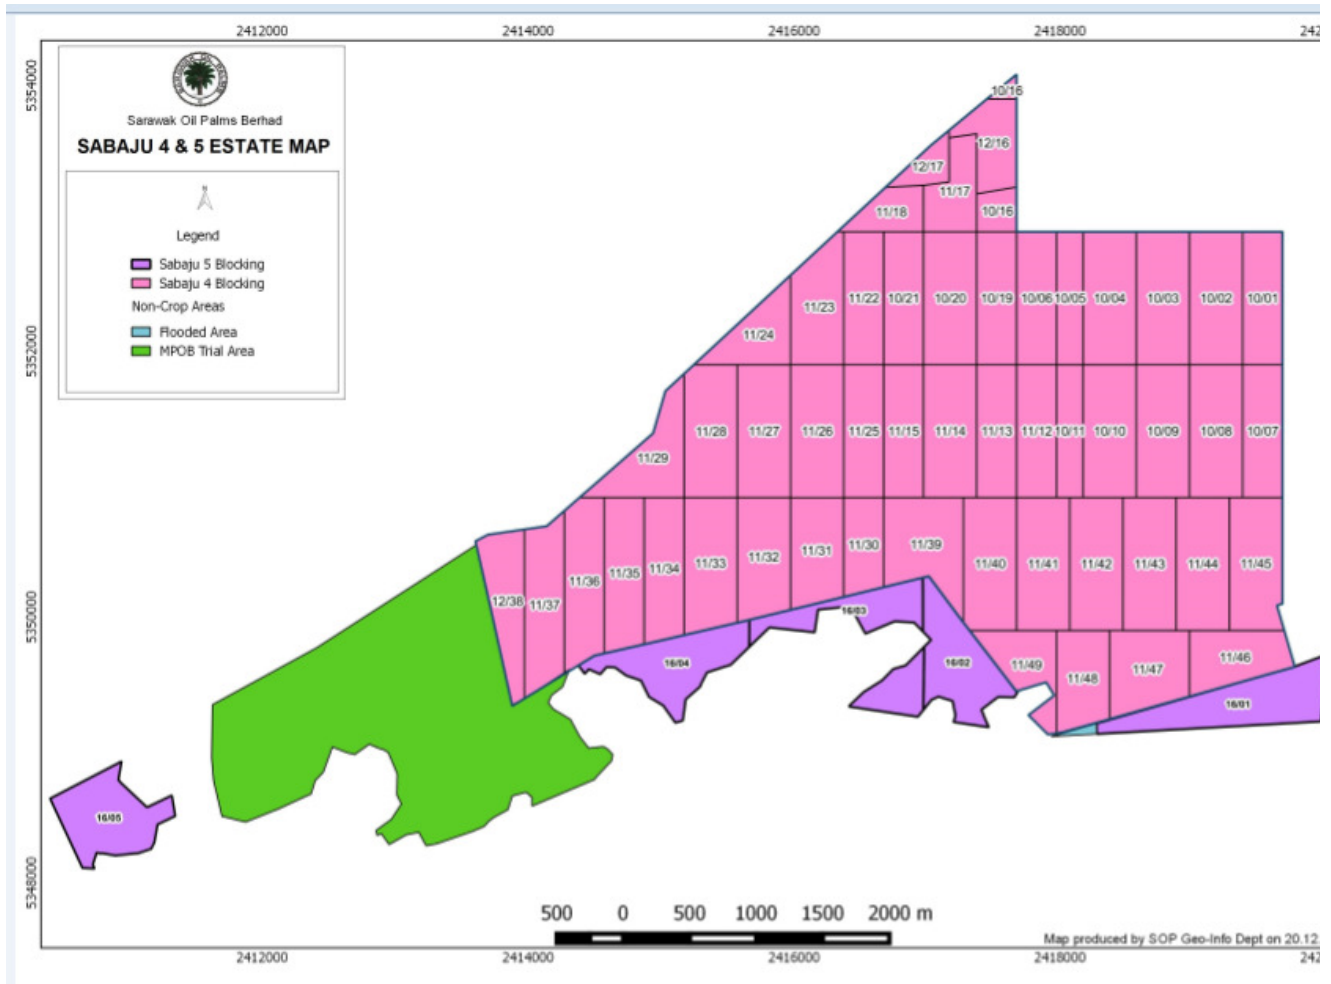 2412000 2414000 2416000 2418000
5354000
Sarawak Oil Palms Berhad
SABAJU 4 & 5 ESTATE MAP
N
Legend
Sabaju 5 Blocking
Sabaju 4 Blocking
Non-Crop Areas
Flooded Area
MPOB Trial Area
10/16
12/16
12/17
11/17
11/18 10/16
5352000
11/24 11/23 11/22 10/21 10/20 10/19 10/06 10/05 10/04 10/03 10/02 10/01
11/29 11/28 11/27 11/26 11/25 11/15 11/14 11/13 11/12 10/11 10/10 10/09 10/08 10/07
12/38 11/37 11/36 11/35 11/34 11/33 11/32 11/31 11/30 11/39 11/40 11/41 11/42 11/43 11/44 11/45
5350000
16/04 16/03 16/02 11/49 11/48 11/47 11/46
16/01
16/05
5348000
500 0 500 1000 1500 2000 m
Map produced by SOP Geo-Info Dept on 20.12.
2412000 2414000 2416000 2418000